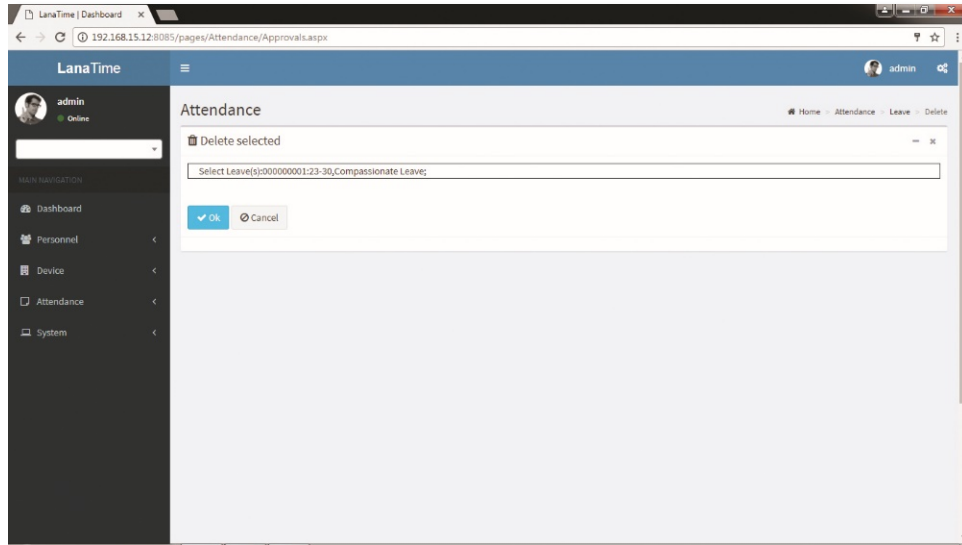 LanaTime | Dashboard
192.168.15.12:8085/pages/Attendance/Approvals.aspx
LanaTime
admin
admin
Online
Attendance
Home > Attendance > Leave > Delete
Delete selected
Select Leave(s):000000001:23-30,Compassionate Leave;
MAIN NAVIGATION
Dashboard
Ok
Cancel
Personnel
Device
Attendance
System